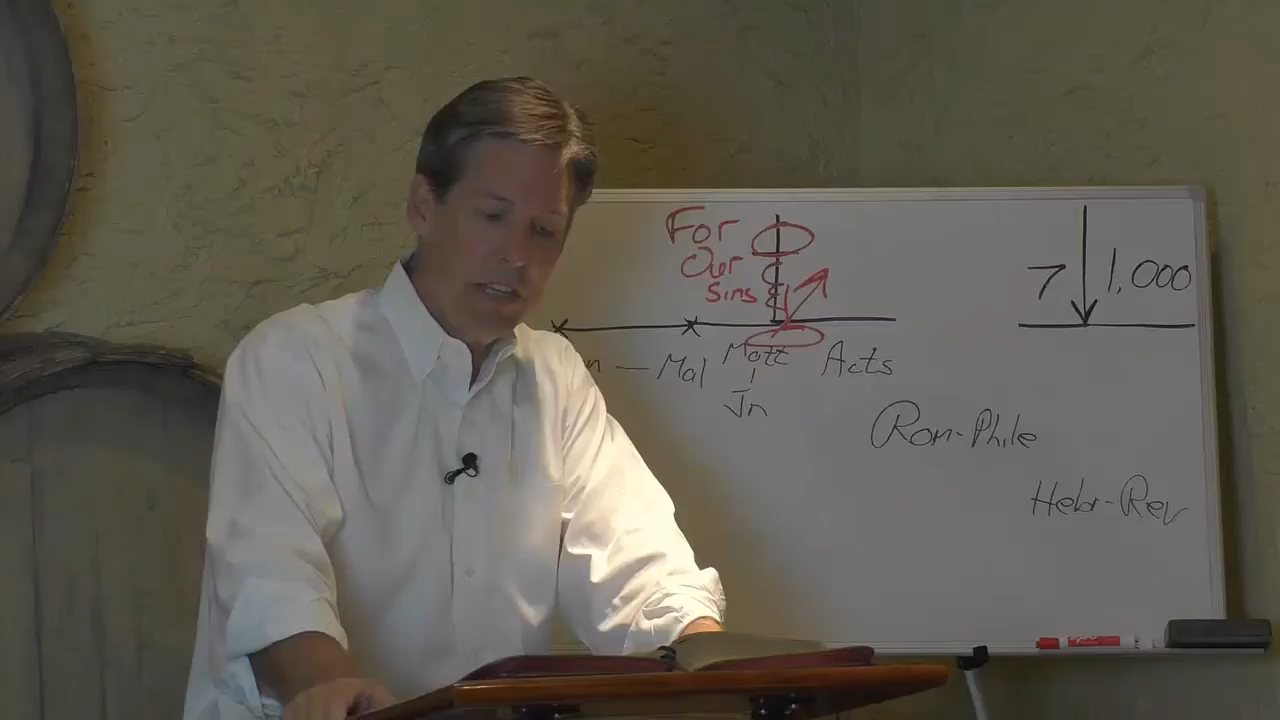 For
Our
Sins
7 1,000
n — Mal Matt Acts
Jn
Rom-Phile
Hebr-Rev